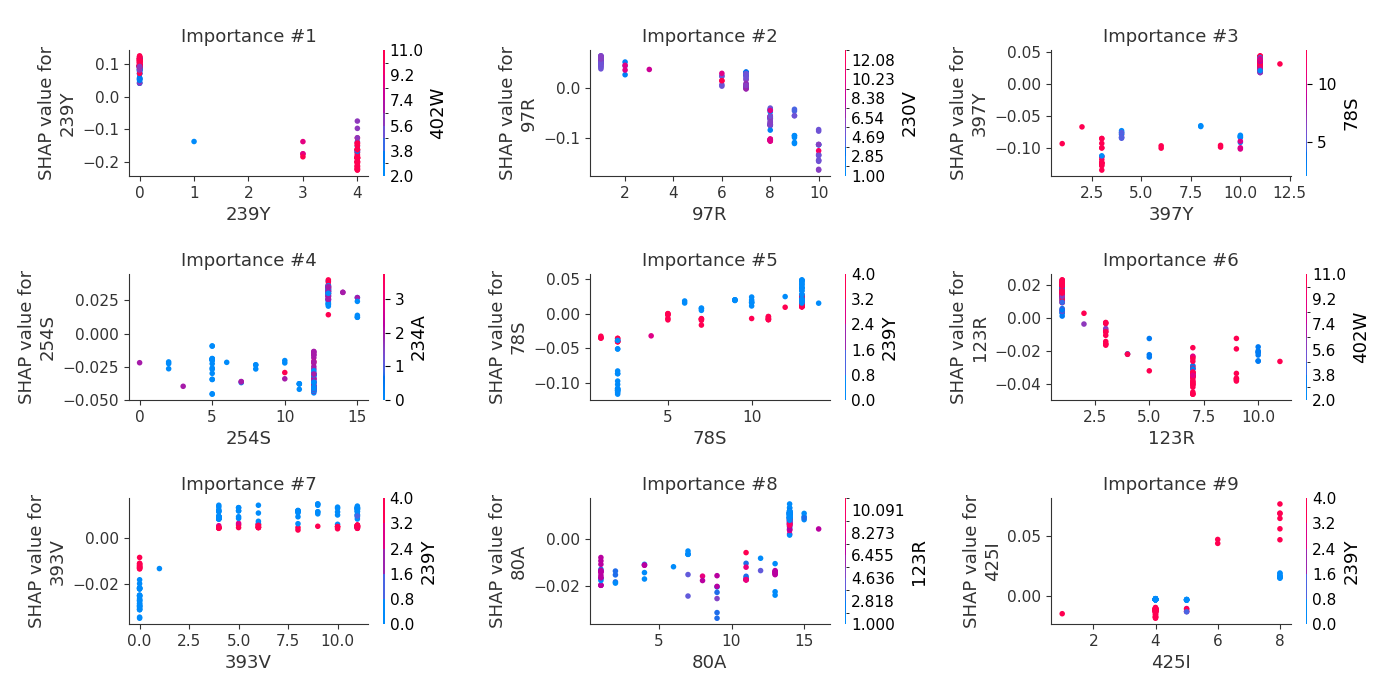 Importance #1
SHAP value for
239Y
0.1
0.0
−0.1
−0.2
0
1
2
3
4
239Y
11.0
9.2
7.4
5.6
3.8
2.0
402W
Importance #2
SHAP value for
97R
0.0
−0.1
2
4
6
8
10
97R
12.08
10.23
8.38
6.54
4.69
2.85
1.00
230V
Importance #3
SHAP value for
397Y
0.05
0.00
−0.05
−0.10
2.5
5.0
7.5
10.0
12.5
397Y
10
5
78S
Importance #4
SHAP value for
254S
0.025
0.000
−0.025
−0.050
0
5
10
15
254S
3
2
1
0
234A
Importance #5
SHAP value for
78S
0.05
0.00
−0.05
−0.10
5
10
78S
4.0
3.2
2.4
1.6
0.8
0.0
239Y
Importance #6
SHAP value for
123R
0.02
0.00
−0.02
−0.04
2.5
5.0
7.5
10.0
123R
11.0
9.2
7.4
5.6
3.8
2.0
402W
Importance #7
SHAP value for
393V
0.00
−0.02
0.0
2.5
5.0
7.5
10.0
393V
4.0
3.2
2.4
1.6
0.8
0.0
239Y
Importance #8
SHAP value for
80A
0.00
−0.02
5
10
15
80A
10.091
8.273
6.455
4.636
2.818
1.000
123R
Importance #9
SHAP value for
425I
0.05
0.00
2
4
6
8
425I
4.0
3.2
2.4
1.6
0.8
0.0
239Y